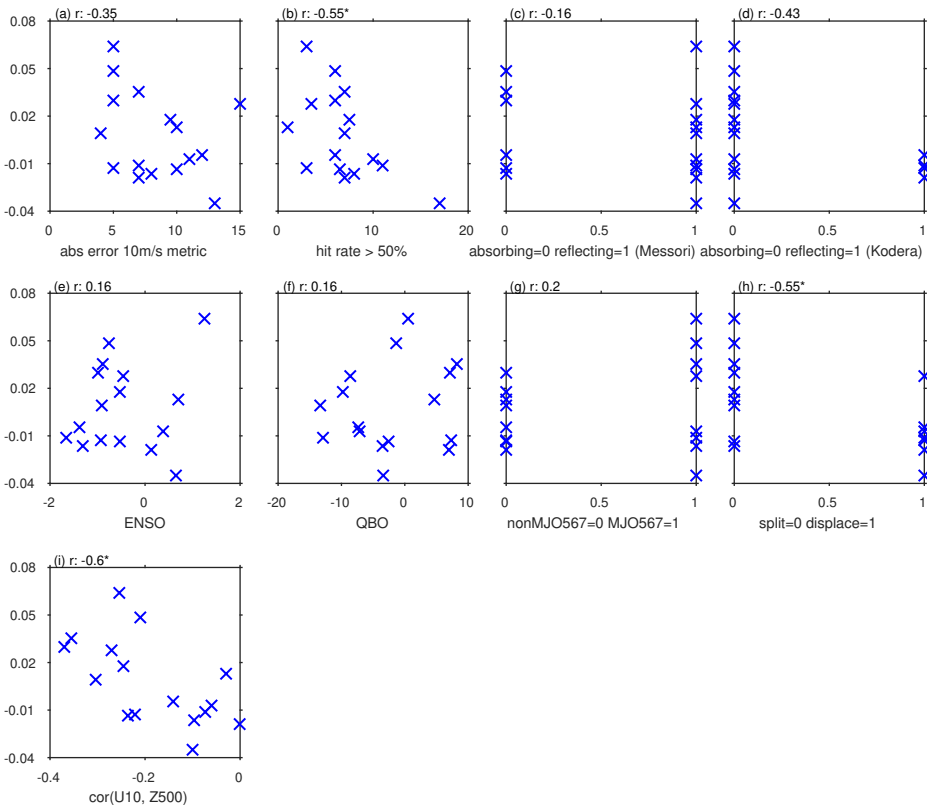 (a) r: -0.35
(b) r: -0.55*
(c) r: -0.16
(d) r: -0.43
0.08
0.05
0.02
-0.01
-0.04
0 5 10 15
0 10 20
0 0.5 1
0 0.5 1
abs error 10m/s metric
hit rate > 50%
absorbing=0 reflecting=1 (Messori)
absorbing=0 reflecting=1 (Kodera)
(e) r: 0.16
(f) r: 0.16
(g) r: 0.2
(h) r: -0.55*
0.08
0.05
0.02
-0.01
-0.04
-2 0 2
-20 -10 0 10
0 0.5 1
0 0.5 1
ENSO
QBO
nonMJO567=0 MJO567=1
split=0 displace=1
(i) r: -0.6*
0.08
0.05
0.02
-0.01
-0.04
-0.4 -0.2 0
cor(U10, Z500)